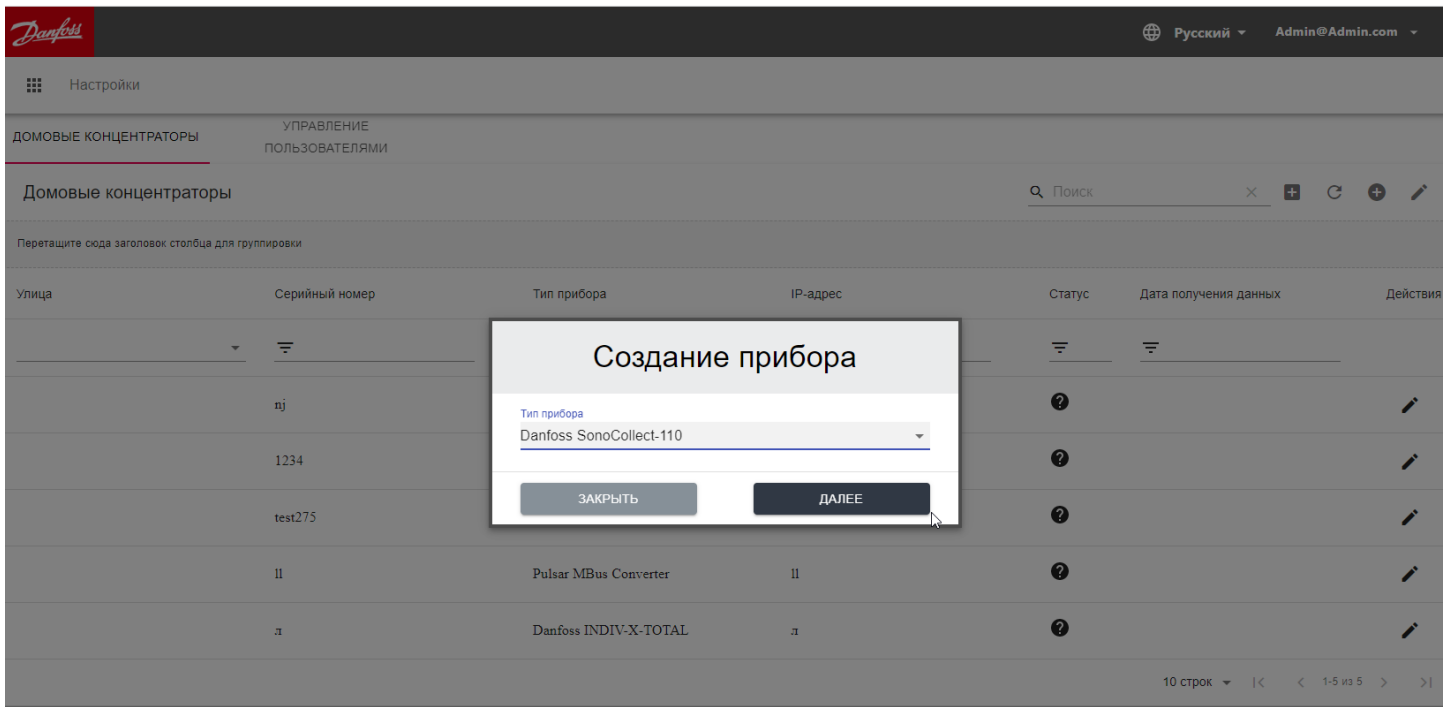 Danfoss
Русский
Admin@Admin.com
Настройки
ДОМОВЫЕ КОНЦЕНТРАТОРЫ
УПРАВЛЕНИЕ
ПОЛЬЗОВАТЕЛЯМИ
Домовые концентраторы
Поиск
Перетащите сюда заголовок столбца для группировки
Улица Серийный номер Тип прибора IP-адрес Статус Дата получения данных Действия
Создание прибора
Тип прибора
Danfoss SonoCollect-110
ЗАКРЫТЬ ДАЛЕЕ
nj
1234
test275
ll Pulsar MBus Converter ll
л Danfoss INDIV-X-TOTAL л
10 строк 1-5 из 5